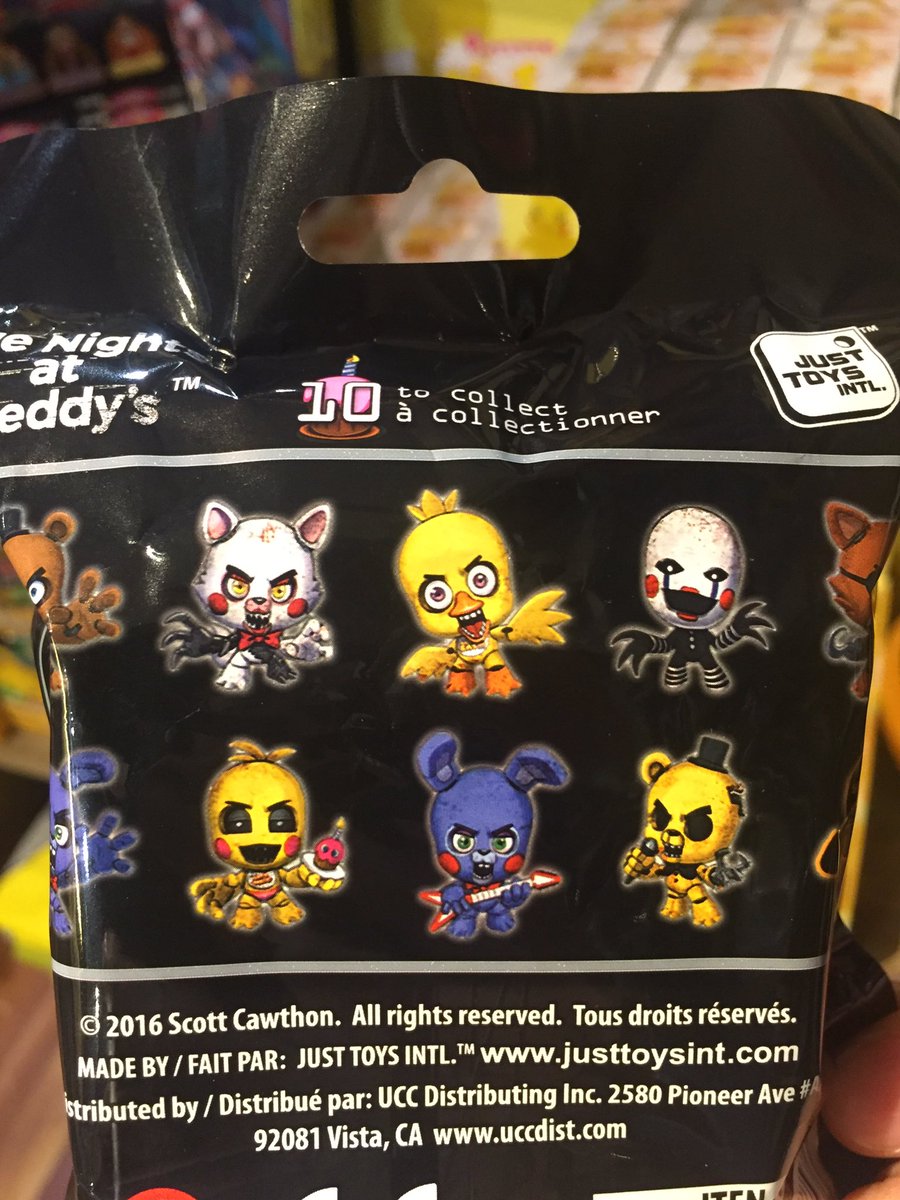 e Night
at
eddy's™
10 to collect
à collectionner
JUST
TOYS
INTL.™
© 2016 Scott Cawthon. All rights reserved. Tous droits réservés.
MADE BY / FAIT PAR: JUST TOYS INTL.™ www.justtoysint.com
istributed by / Distribué par: UCC Distributing Inc. 2580 Pioneer Ave
92081 Vista, CA www.uccdist.com